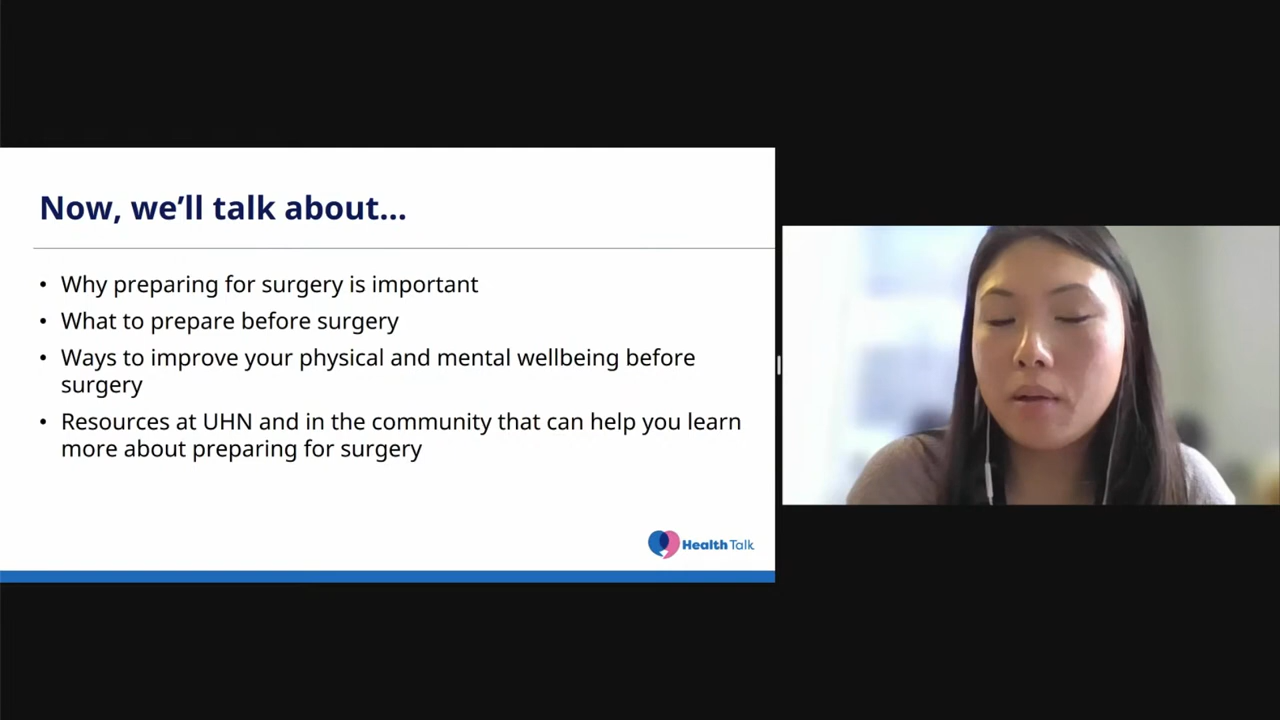 Now, we’ll talk about…
• Why preparing for surgery is important
• What to prepare before surgery
• Ways to improve your physical and mental wellbeing before
surgery
• Resources at UHN and in the community that can help you learn
more about preparing for surgery
HealthTalk